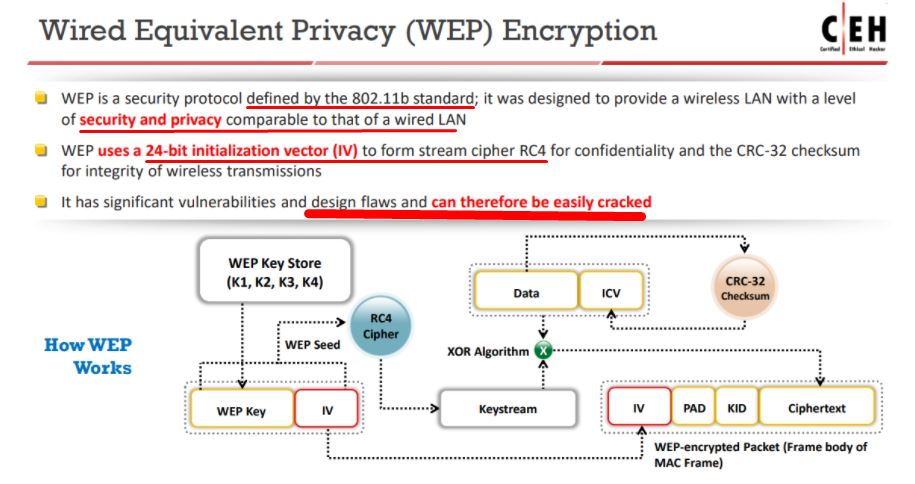 Wired Equivalent Privacy (WEP) Encryption
C|EH
Certified Ethical Hacker
WEP is a security protocol defined by the 802.11b standard; it was designed to provide a wireless LAN with a level
of security and privacy comparable to that of a wired LAN
WEP uses a 24-bit initialization vector (IV) to form stream cipher RC4 for confidentiality and the CRC-32 checksum
for integrity of wireless transmissions
It has significant vulnerabilities and design flaws and can therefore be easily cracked
WEP Key Store
(K1, K2, K3, K4)
RC4
Cipher
WEP Seed
How WEP
Works
WEP Key
IV
Keystream
Data
ICV
CRC-32
Checksum
XOR Algorithm
X
IV
PAD
KID
Ciphertext
WEP-encrypted Packet (Frame body of
MAC Frame)